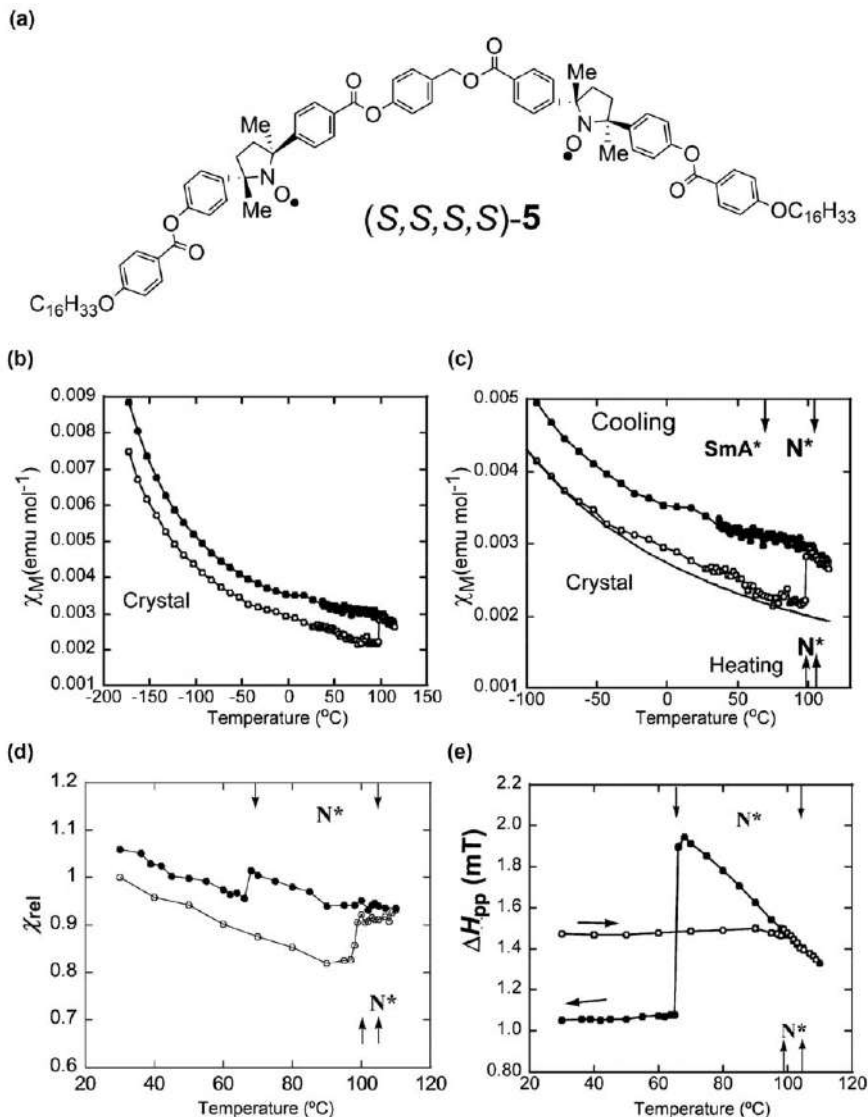 (a)
O O
Me
O O
Me N Me
O•
N Me
O•
O O
O O
OC16H33
C16H33O
(S,S,S,S)-5
(b) (c)
0.009
0.008
0.007
0.006
0.005
0.004
0.003
0.002
0.001
χM(emu mol-1)
Crystal
-200 -150 -100 -50 0 50 100 150
Temperature (°C)
0.005
0.004
0.003
0.002
0.001
χM(emu mol-1)
Cooling
SmA* N*
Crystal
N*
Heating
-100 -50 0 50 100
Temperature (°C)
(d) (e)
1.2
1.1
1
0.9
0.8
0.7
0.6
χrel
N*
N*
20 40 60 80 100 120
Temperature (°C)
2.2
2.0
1.8
1.6
1.4
1.2
1.0
0.80
ΔHpp (mT)
N*
N*
20 40 60 80 100 120
Temperature (°C)